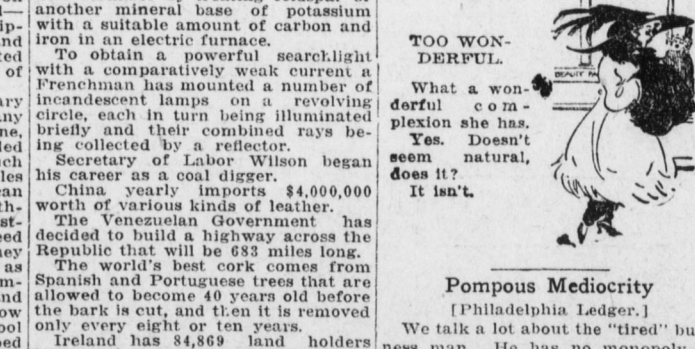 another mineral base of potassium
with a suitable amount of carbon and
iron in an electric furnace.
To obtain a powerful searchlight
with a comparatively weak current a
Frenchman has mounted a number of
incandescent lamps on a revolving
circle, each in turn being illuminated
briefly and their combined rays be-
ing collected by a reflector.
Secretary of Labor Wilson began
his career as a coal digger.
China yearly imports $4,000,000
worth of various kinds of leather.
The Venezuelan Government has
decided to build a highway across the
Republic that will be 683 miles long.
The world's best cork comes from
Spanish and Portuguese trees that are
allowed to become 40 years old before
the bark is cut, and then it is removed
only every eight or ten years.
Ireland has 84,869 land holders
TOO WON-
DERFUL.
What a won-
derful com-
plexion she has.
Yes. Doesn't
seem natural,
does it?
It isn't.
BEAUTY PA
Pompous Mediocrity
[Philadelphia Ledger.]
We talk a lot about the "tired" bu
ness man. He has no monopoly